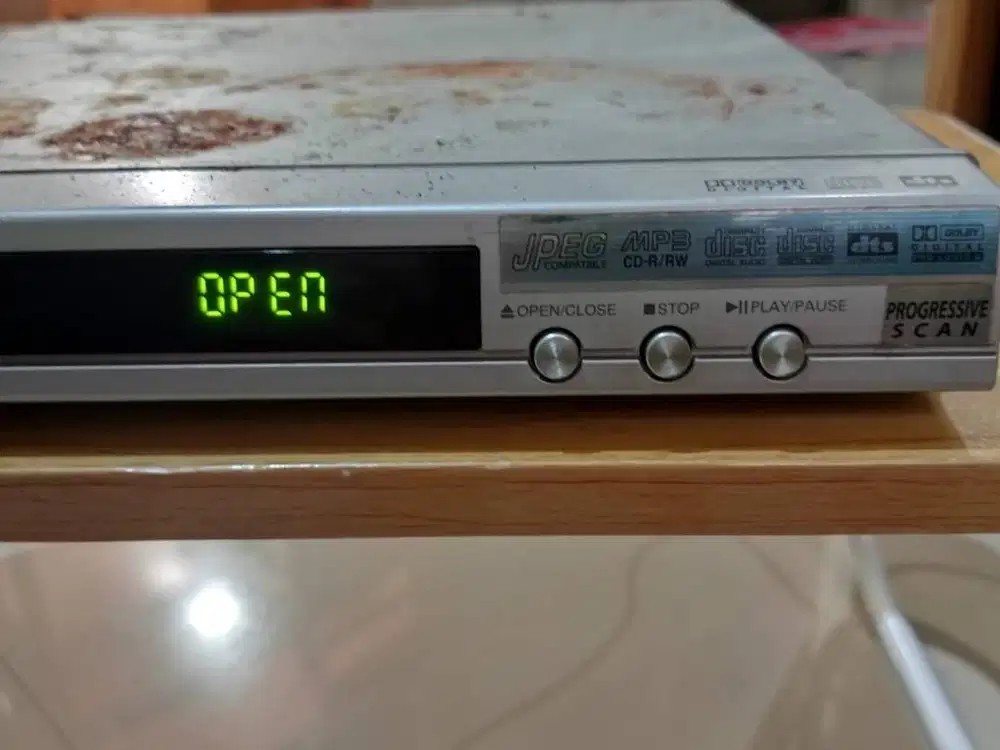 OPEN
JPEG COMPATIBLE
MP3 CD-R/RW
disc DIGITAL AUDIO
disc
dts
DOLBY DIGITAL
OPEN/CLOSE
STOP
PLAY/PAUSE
PROGRESSIVE
SCAN